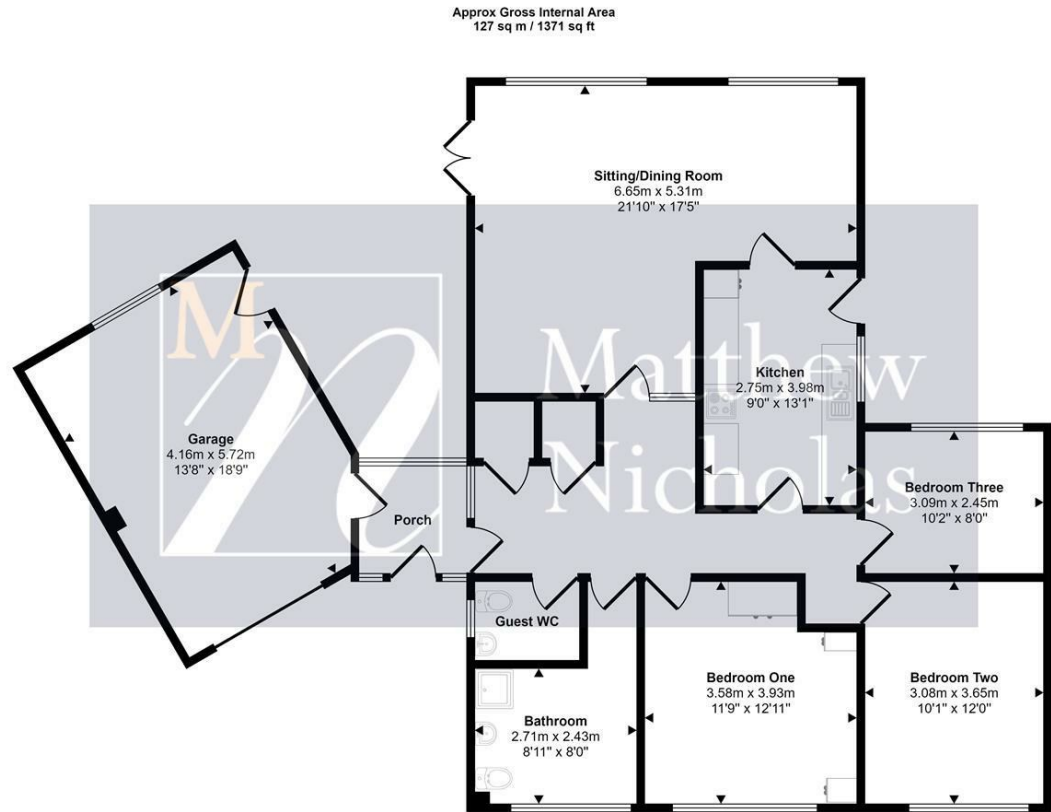 Approx Gross Internal Area
127 sq m / 1371 sq ft
Sitting/Dining Room
6.65m x 5.31m
21'10" x 17'5"
M
n
Matthew
Nicholas
Kitchen
2.75m x 3.98m
9'0" x 13'1"
Garage
4.16m x 5.72m
13'8" x 18'9"
Bedroom Three
3.09m x 2.45m
10'2" x 8'0"
Porch
Guest WC
Bedroom One
3.58m x 3.93m
11'9" x 12'11"
Bedroom Two
3.08m x 3.65m
10'1" x 12'0"
Bathroom
2.71m x 2.43m
8'11" x 8'0"